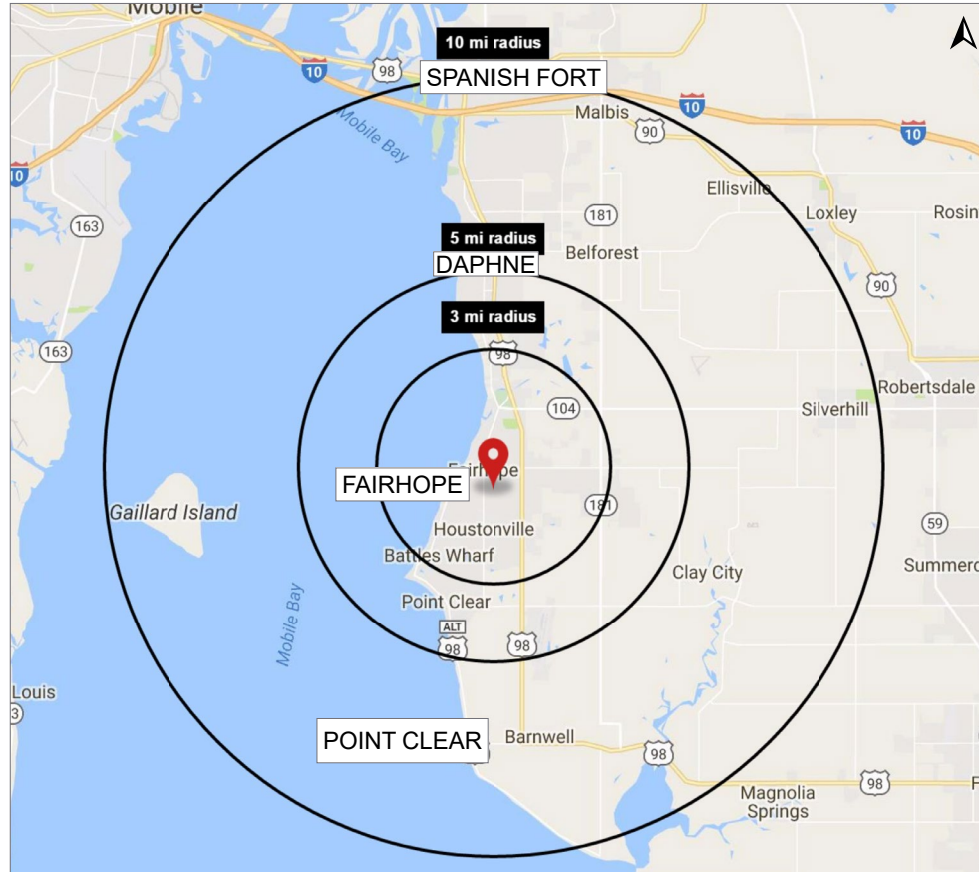 Mobile
10 mi radius
98
10
SPANISH FORT
Mobile Bay
Malbis
10
90
10
10
Ellisville
181
Loxley
Rosin
163
5 mi radius
Belforest
DAPHNE
90
3 mi radius
163
98
Robertsdale
104
Silverhill
Fairhope
FAIRHOPE
Gaillard Island
181
59
Houstonville
Battles Wharf
Summerd
Clay City
Point Clear
Mobile Bay
ALT
98
98
Louis
3
POINT CLEAR
Barnwell
98
98
Magnolia
Springs
F